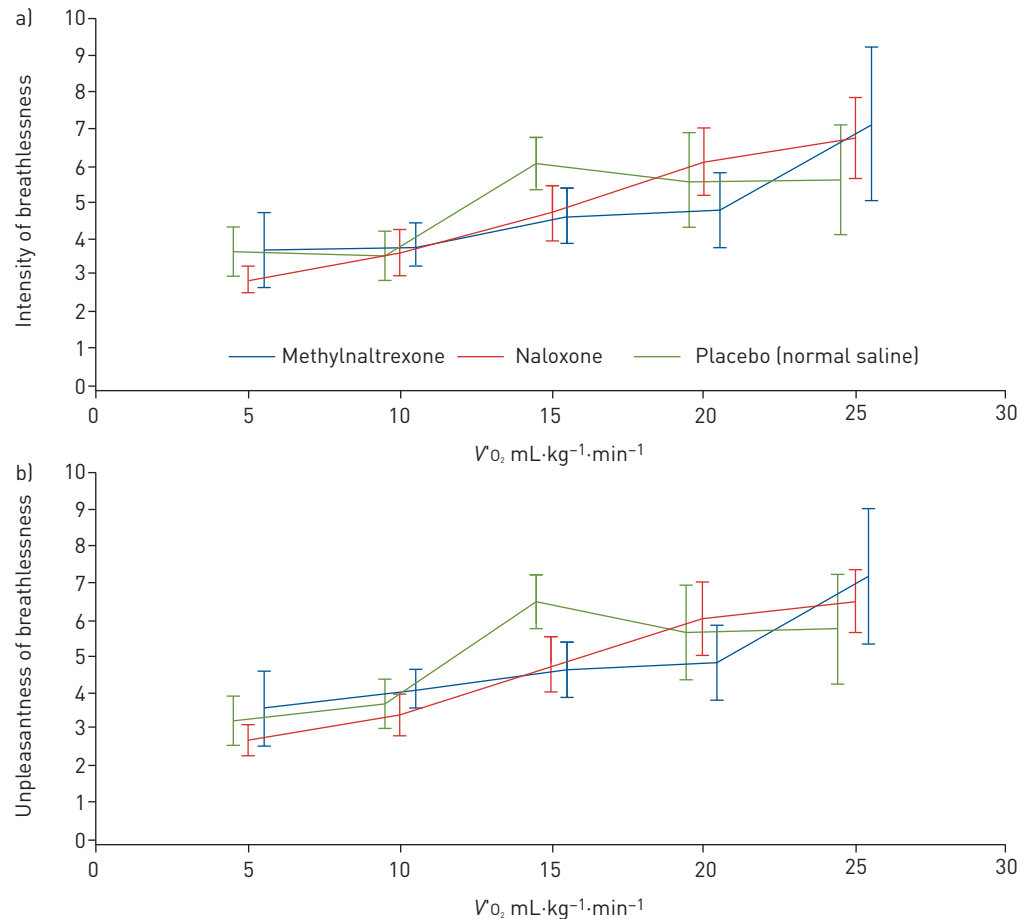 a)
10
9
8
7
6
5
4
3
2
1
0
Intensity of breathlessness
Methylnaltrexone Naloxone Placebo (normal saline)
0 5 10 15 20 25 30
V'O₂ mL·kg⁻¹·min⁻¹
b)
10
9
8
7
6
5
4
3
2
1
0
Unpleasantness of breathlessness
0 5 10 15 20 25 30
V'O₂ mL·kg⁻¹·min⁻¹